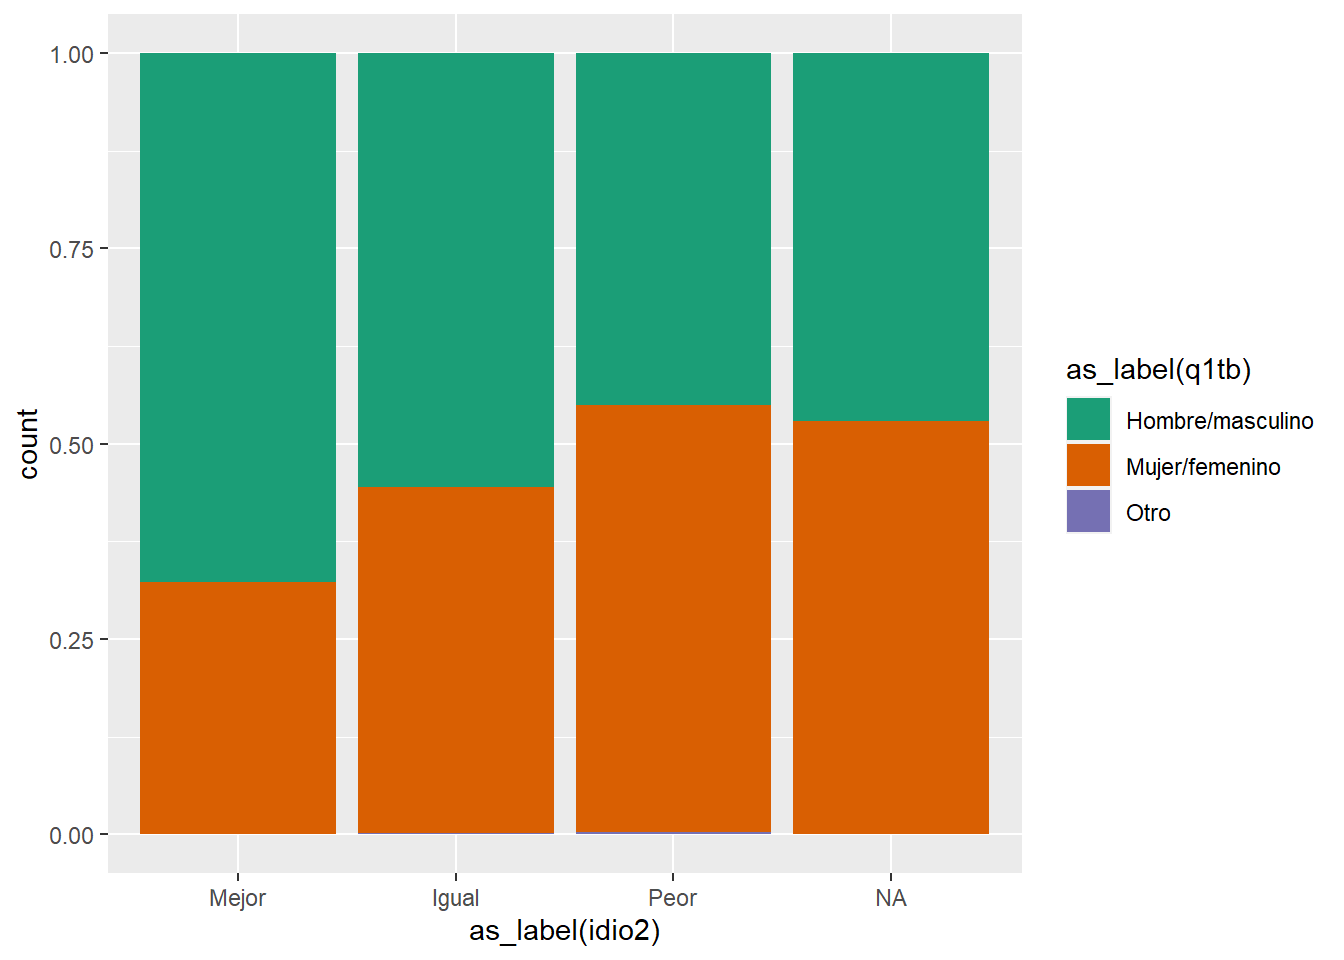 1.00
0.75
0.50
0.25
0.00
count
Mejor
Igual
Peor
NA
as_label(idio2)
as_label(q1tb)
Hombre/masculino
Mujer/femenino
Otro